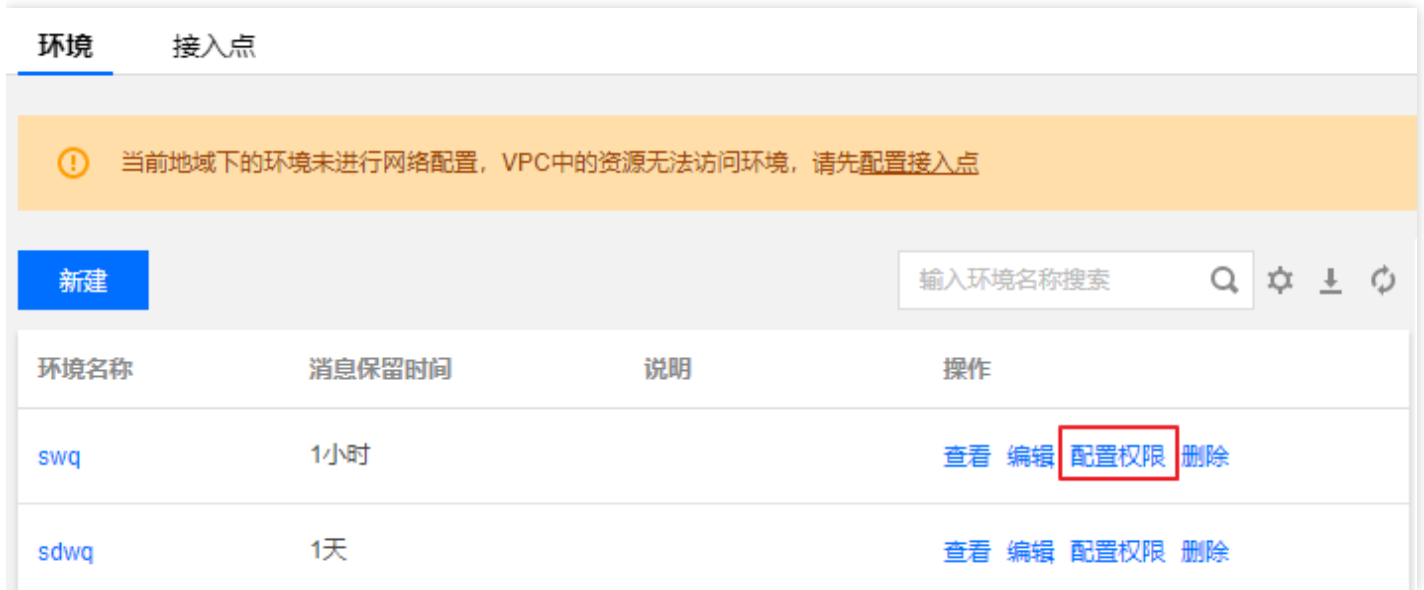 环境 接入点
当前地域下的环境未进行网络配置，VPC中的资源无法访问环境，请先配置接入点
新建 输入环境名称搜索
环境名称 消息保留时间 说明 操作
swq 1小时 查看 编辑 配置权限 删除
sdwq 1天 查看 编辑 配置权限 删除